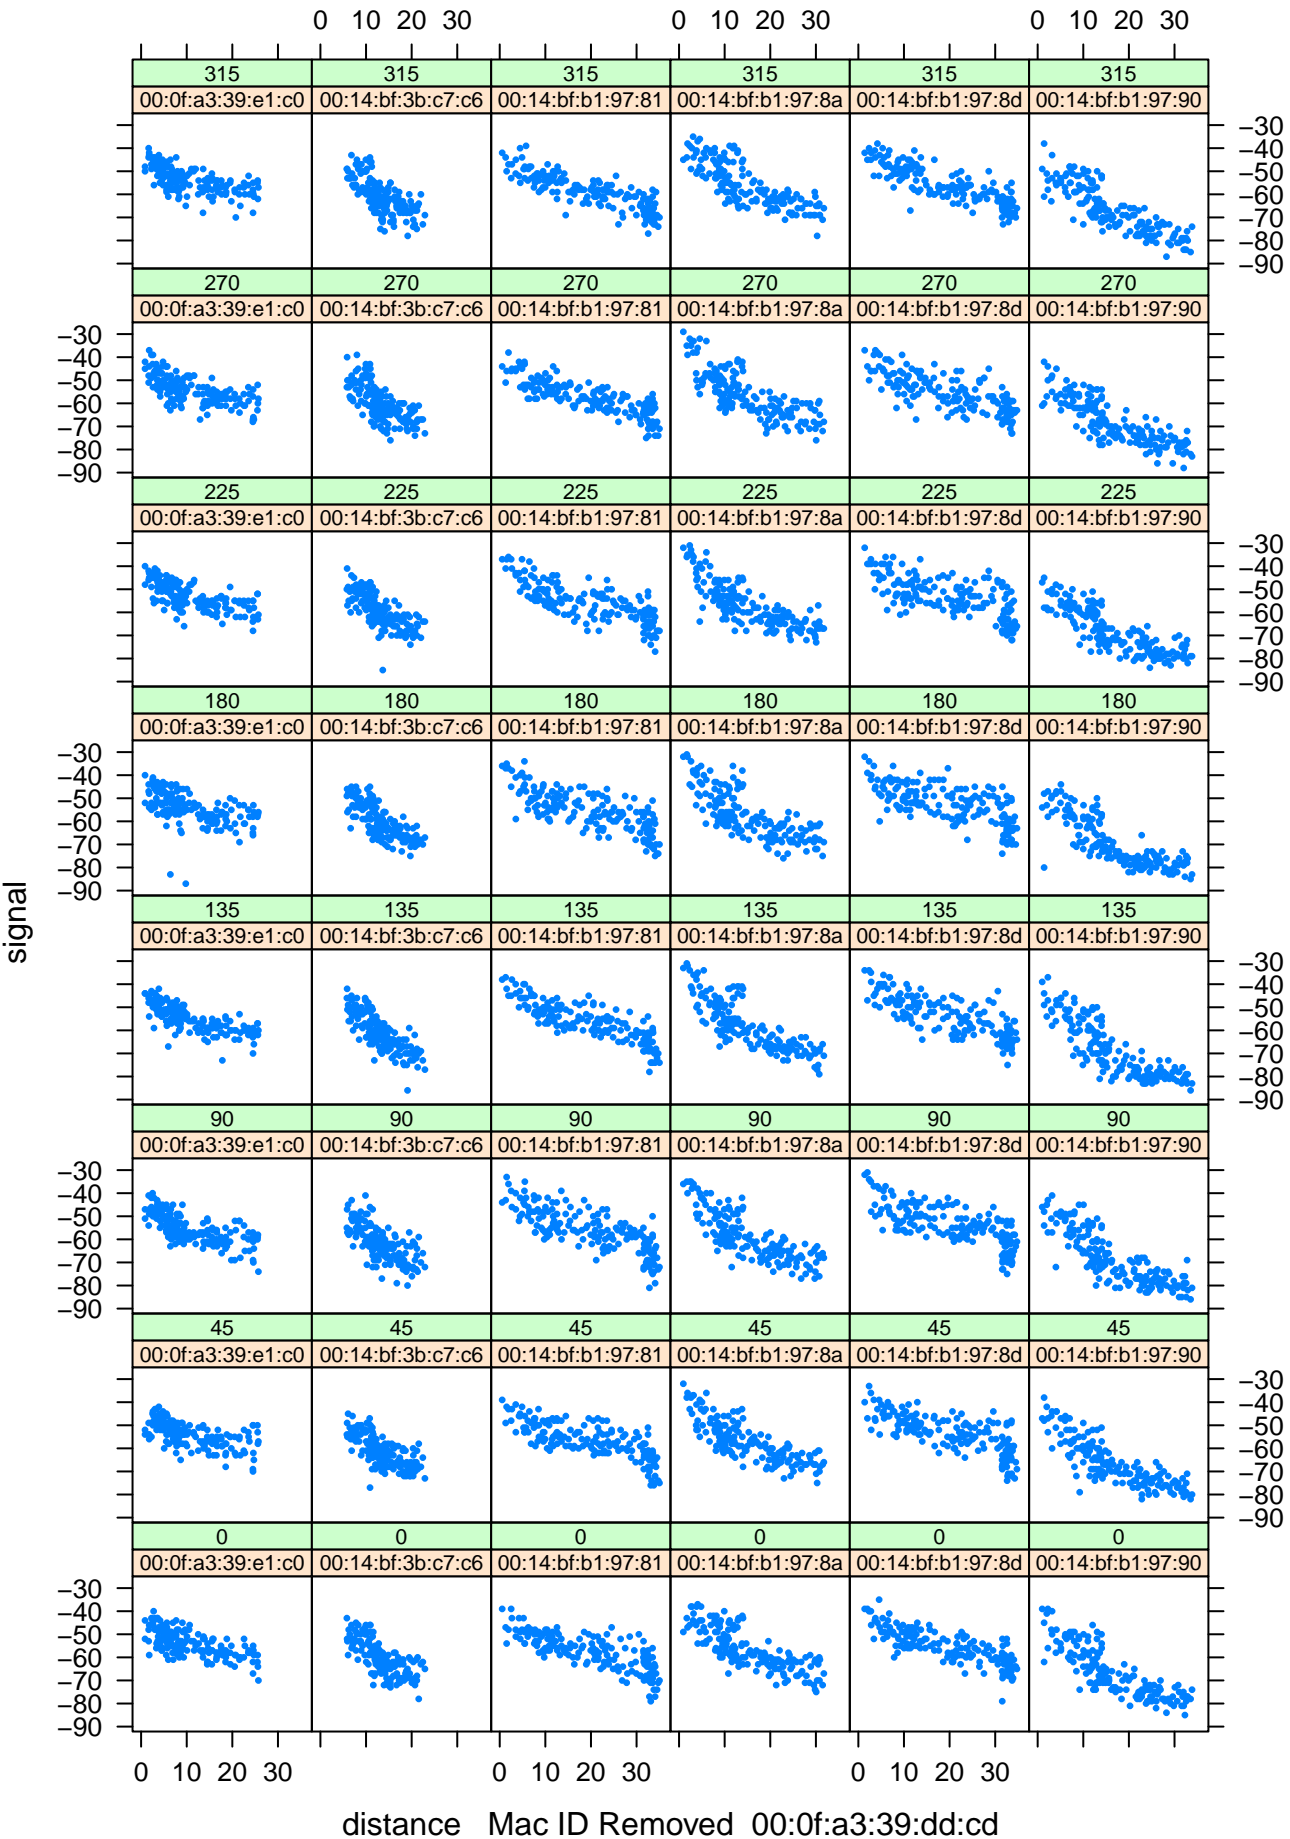 0 10 20 30 0 10 20 30 0 10 20 30
315 315 315 315 315 315
00:0f:a3:39:e1:c0 00:14:bf:3b:c7:c6 00:14:bf:b1:97:81 00:14:bf:b1:97:8a 00:14:bf:b1:97:8d 00:14:bf:b1:97:90
−30
−40
−50
−60
−70
−80
−90
270 270 270 270 270 270
00:0f:a3:39:e1:c0 00:14:bf:3b:c7:c6 00:14:bf:b1:97:81 00:14:bf:b1:97:8a 00:14:bf:b1:97:8d 00:14:bf:b1:97:90
−30
−40
−50
−60
−70
−80
−90
225 225 225 225 225 225
00:0f:a3:39:e1:c0 00:14:bf:3b:c7:c6 00:14:bf:b1:97:81 00:14:bf:b1:97:8a 00:14:bf:b1:97:8d 00:14:bf:b1:97:90
−30
−40
−50
−60
−70
−80
−90
180 180 180 180 180 180
00:0f:a3:39:e1:c0 00:14:bf:3b:c7:c6 00:14:bf:b1:97:81 00:14:bf:b1:97:8a 00:14:bf:b1:97:8d 00:14:bf:b1:97:90
−30
−40
−50
−60
−70
−80
−90
signal
135 135 135 135 135 135
00:0f:a3:39:e1:c0 00:14:bf:3b:c7:c6 00:14:bf:b1:97:81 00:14:bf:b1:97:8a 00:14:bf:b1:97:8d 00:14:bf:b1:97:90
−30
−40
−50
−60
−70
−80
−90
90 90 90 90 90 90
00:0f:a3:39:e1:c0 00:14:bf:3b:c7:c6 00:14:bf:b1:97:81 00:14:bf:b1:97:8a 00:14:bf:b1:97:8d 00:14:bf:b1:97:90
−30
−40
−50
−60
−70
−80
−90
45 45 45 45 45 45
00:0f:a3:39:e1:c0 00:14:bf:3b:c7:c6 00:14:bf:b1:97:81 00:14:bf:b1:97:8a 00:14:bf:b1:97:8d 00:14:bf:b1:97:90
−30
−40
−50
−60
−70
−80
−90
0 0 0 0 0 0
00:0f:a3:39:e1:c0 00:14:bf:3b:c7:c6 00:14:bf:b1:97:81 00:14:bf:b1:97:8a 00:14:bf:b1:97:8d 00:14:bf:b1:97:90
−30
−40
−50
−60
−70
−80
−90
0 10 20 30 0 10 20 30 0 10 20 30
distance Mac ID Removed 00:0f:a3:39:dd:cd